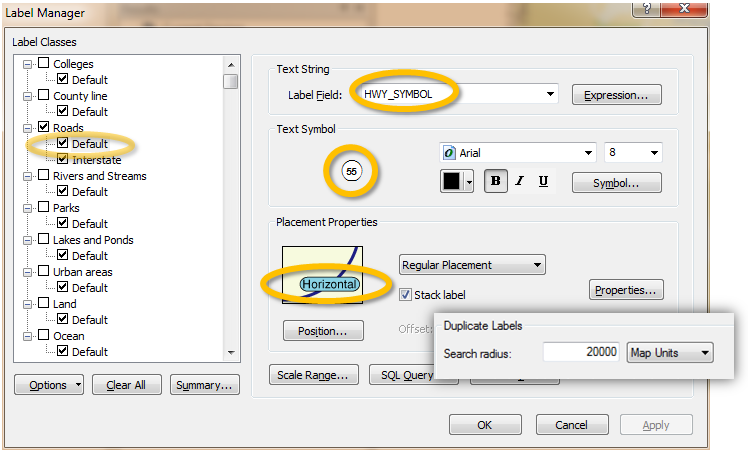 Label Manager
Label Classes
Colleges
Default
County line
Default
Roads
Default
Interstate
Rivers and Streams
Default
Parks
Default
Lakes and Ponds
Default
Urban areas
Default
Land
Default
Ocean
Default
Options
Clear All
Summary...
Text String
Label Field:
HWY_SYMBOL
Expression...
Text Symbol
55
Arial
8
B I U
Symbol...
Placement Properties
Horizontal
Regular Placement
Stack label
Properties...
Position...
Offset:
Duplicate Labels
Search radius:
20000
Map Units
Scale Range...
SQL Query
OK
Cancel
Apply